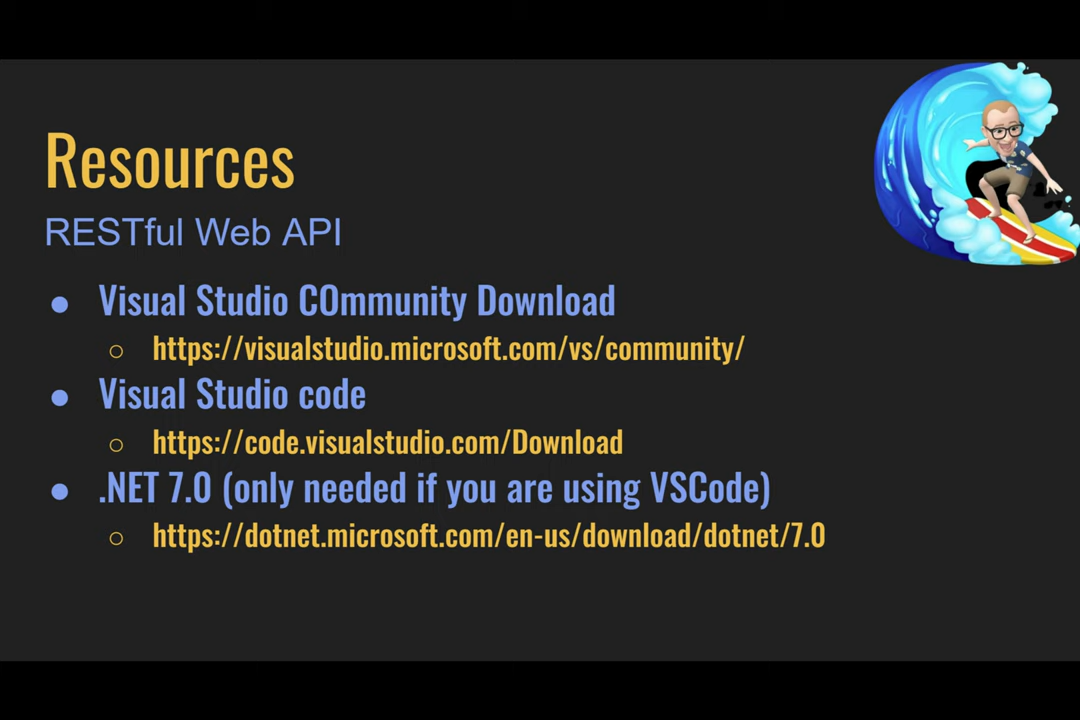 Resources
RESTful Web API
● Visual Studio COmmunity Download
○ https://visualstudio.microsoft.com/vs/community/
● Visual Studio code
○ https://code.visualstudio.com/Download
● .NET 7.0 (only needed if you are using VSCode)
○ https://dotnet.microsoft.com/en-us/download/dotnet/7.0